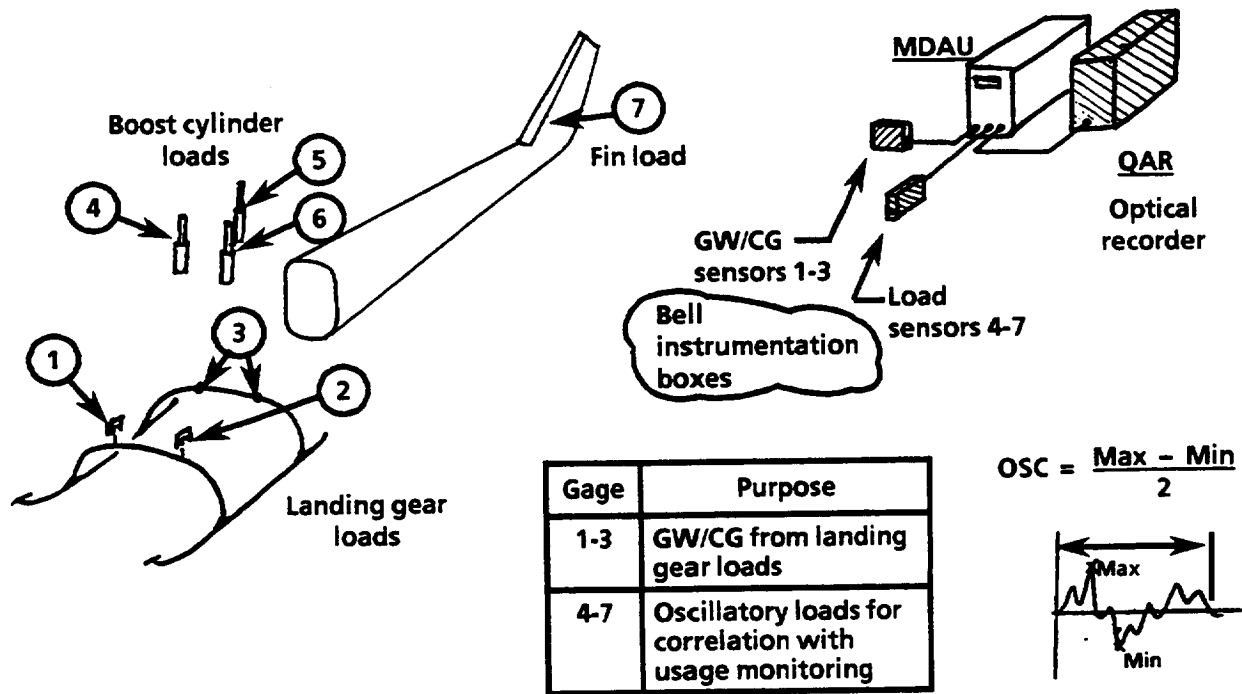 MDAU
7
Boost cylinder
loads
Fin load
5
4
6
QAR
Optical
recorder
GW/CG
sensors 1-3
Load
sensors 4-7
Bell
instrumentation
boxes
3
1
2
Landing gear
loads
Gage Purpose
1-3 GW/CG from landing
gear loads
4-7 Oscillatory loads for
correlation with
usage monitoring
OSC = Max – Min
2
Max
Min